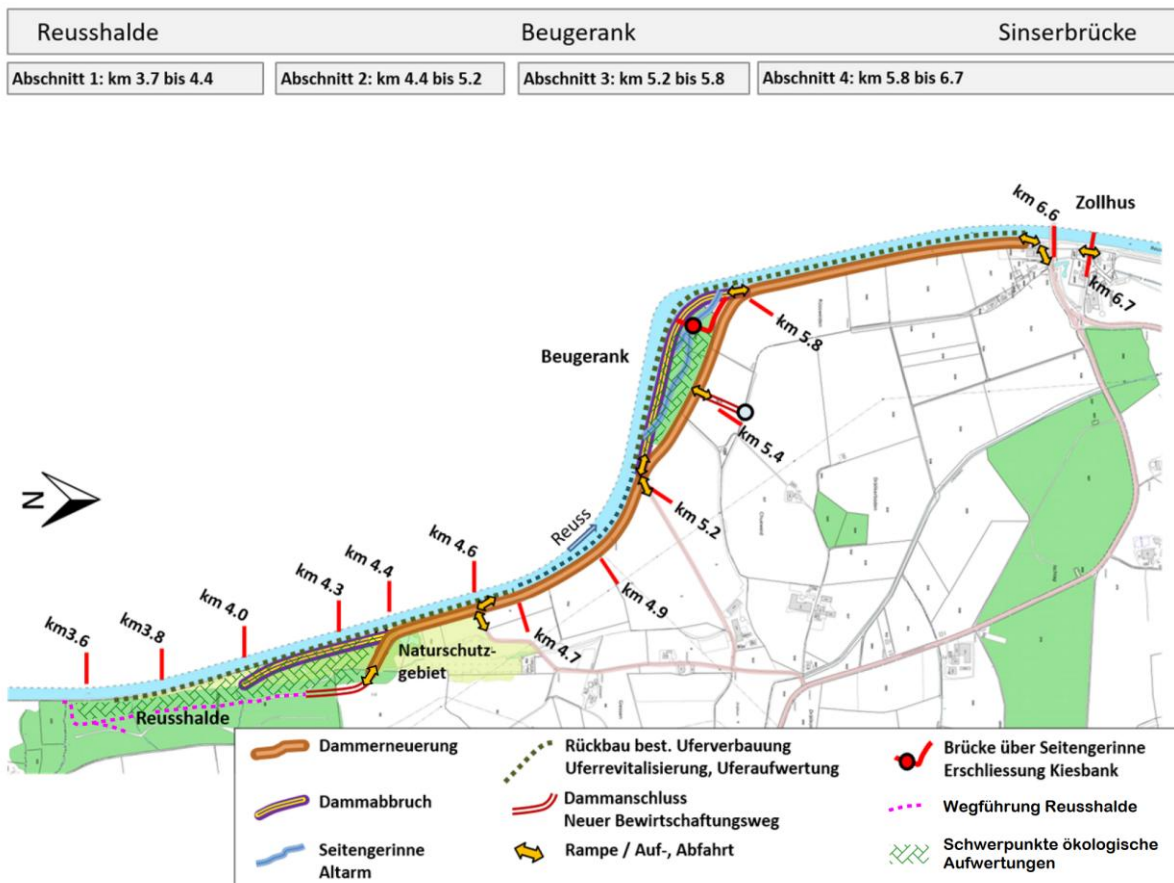 Reusshalde Beugerank Sinserbrücke
Abschnitt 1: km 3.7 bis 4.4 Abschnitt 2: km 4.4 bis 5.2 Abschnitt 3: km 5.2 bis 5.8 Abschnitt 4: km 5.8 bis 6.7
km 6.6
Zollhus
km 6.7
km 5.8
Beugerank
km 5.4
N
km 5.2
Reuss
km 4.6
km 4.4
km 4.3
km 4.9
km 4.0
km3.8
km3.6
km 4.7
Naturschutz-
gebiet
Reusshalde
Dammerneuerung
Dammabbruch
Seitengerinne
Altarm
Rückbau best. Uferverbauung
Uferrevitalisierung, Uferaufwertung
Dammanschluss
Neuer Bewirtschaftungsweg
Rampe / Auf-, Abfahrt
Brücke über Seitengerinne
Erschliessung Kiesbank
Wegführung Reusshalde
Schwerpunkte ökologische
Aufwertungen